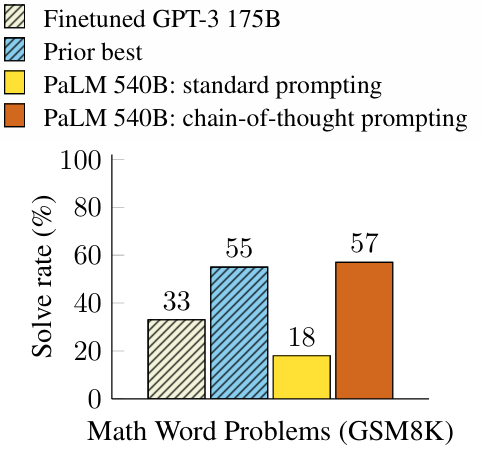 Finetuned GPT-3 175B
Prior best
PaLM 540B: standard prompting
PaLM 540B: chain-of-thought prompting
100
80
60
40
20
0
Solve rate (%)
33
55
18
57
Math Word Problems (GSM8K)